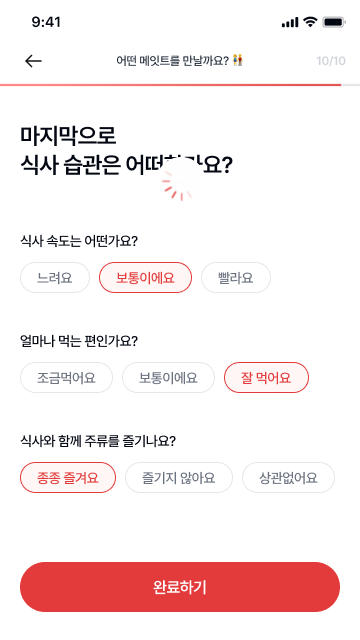 9:41
어떤 메잇트를 만날까요?
10/10
마지막으로
식사 습관은 어떠한가요?
식사 속도는 어떤가요?
느려요 보통이에요 빨라요
얼마나 먹는 편인가요?
조금먹어요 보통이에요 잘 먹어요
식사와 함께 주류를 즐기나요?
종종 즐겨요 즐기지 않아요 상관없어요
완료하기